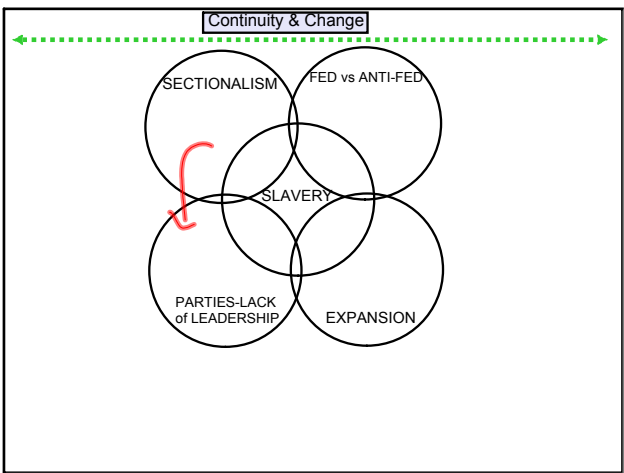 Continuity & Change
SECTIONALISM
FED vs ANTI-FED
SLAVERY
PARTIES-LACK
of LEADERSHIP
EXPANSION